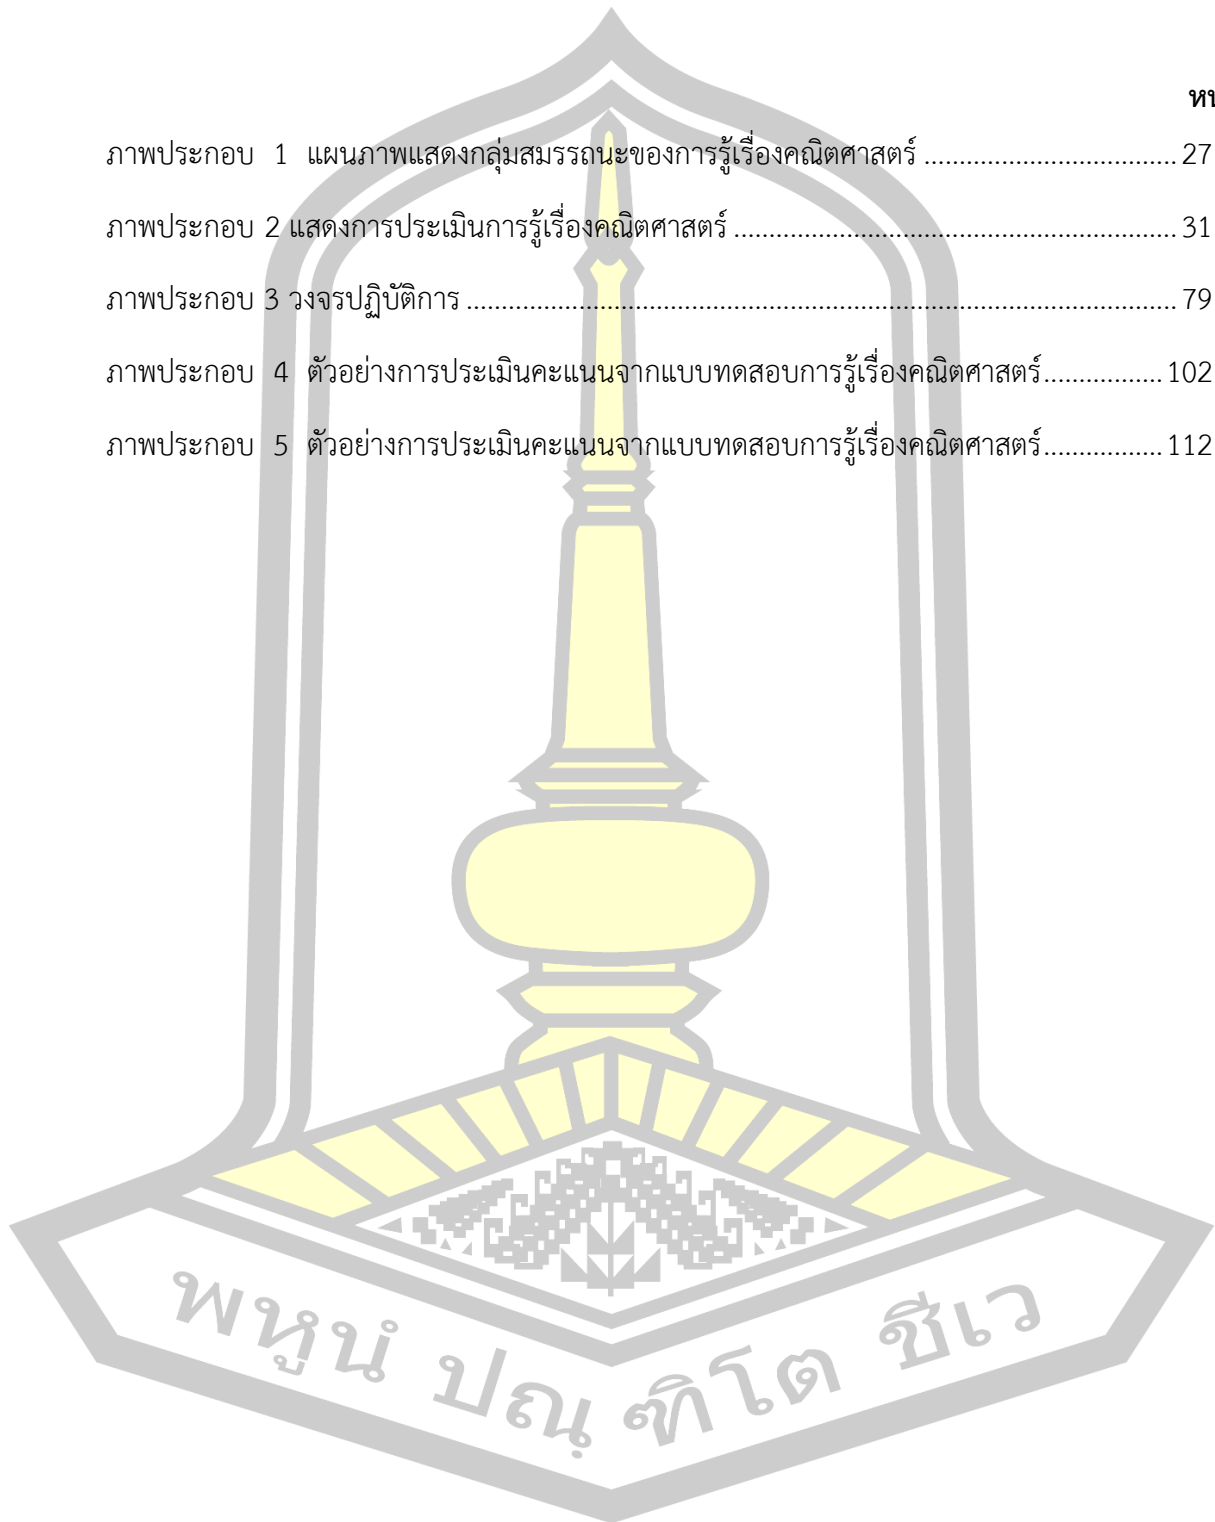 ภาพประกอบ 1 แผนภาพแสดงกลุ่มสมรรถนะของการรู้เรื่องคณิตศาสตร์ .................................. 27
ภาพประกอบ 2 แสดงการประเมินการรู้เรื่องคณิตศาสตร์ ............................................................ 31
ภาพประกอบ 3 วงจรปฏิบัติการ ................................................................................................ 79
ภาพประกอบ 4 ตัวอย่างการประเมินคะแนนจากแบบทดสอบการรู้เรื่องคณิตศาสตร์ ................. 102
ภาพประกอบ 5 ตัวอย่างการประเมินคะแนนจากแบบทดสอบการรู้เรื่องคณิตศาสตร์ ................. 112
พหูนํ ปณฺฑิโต ชีเว